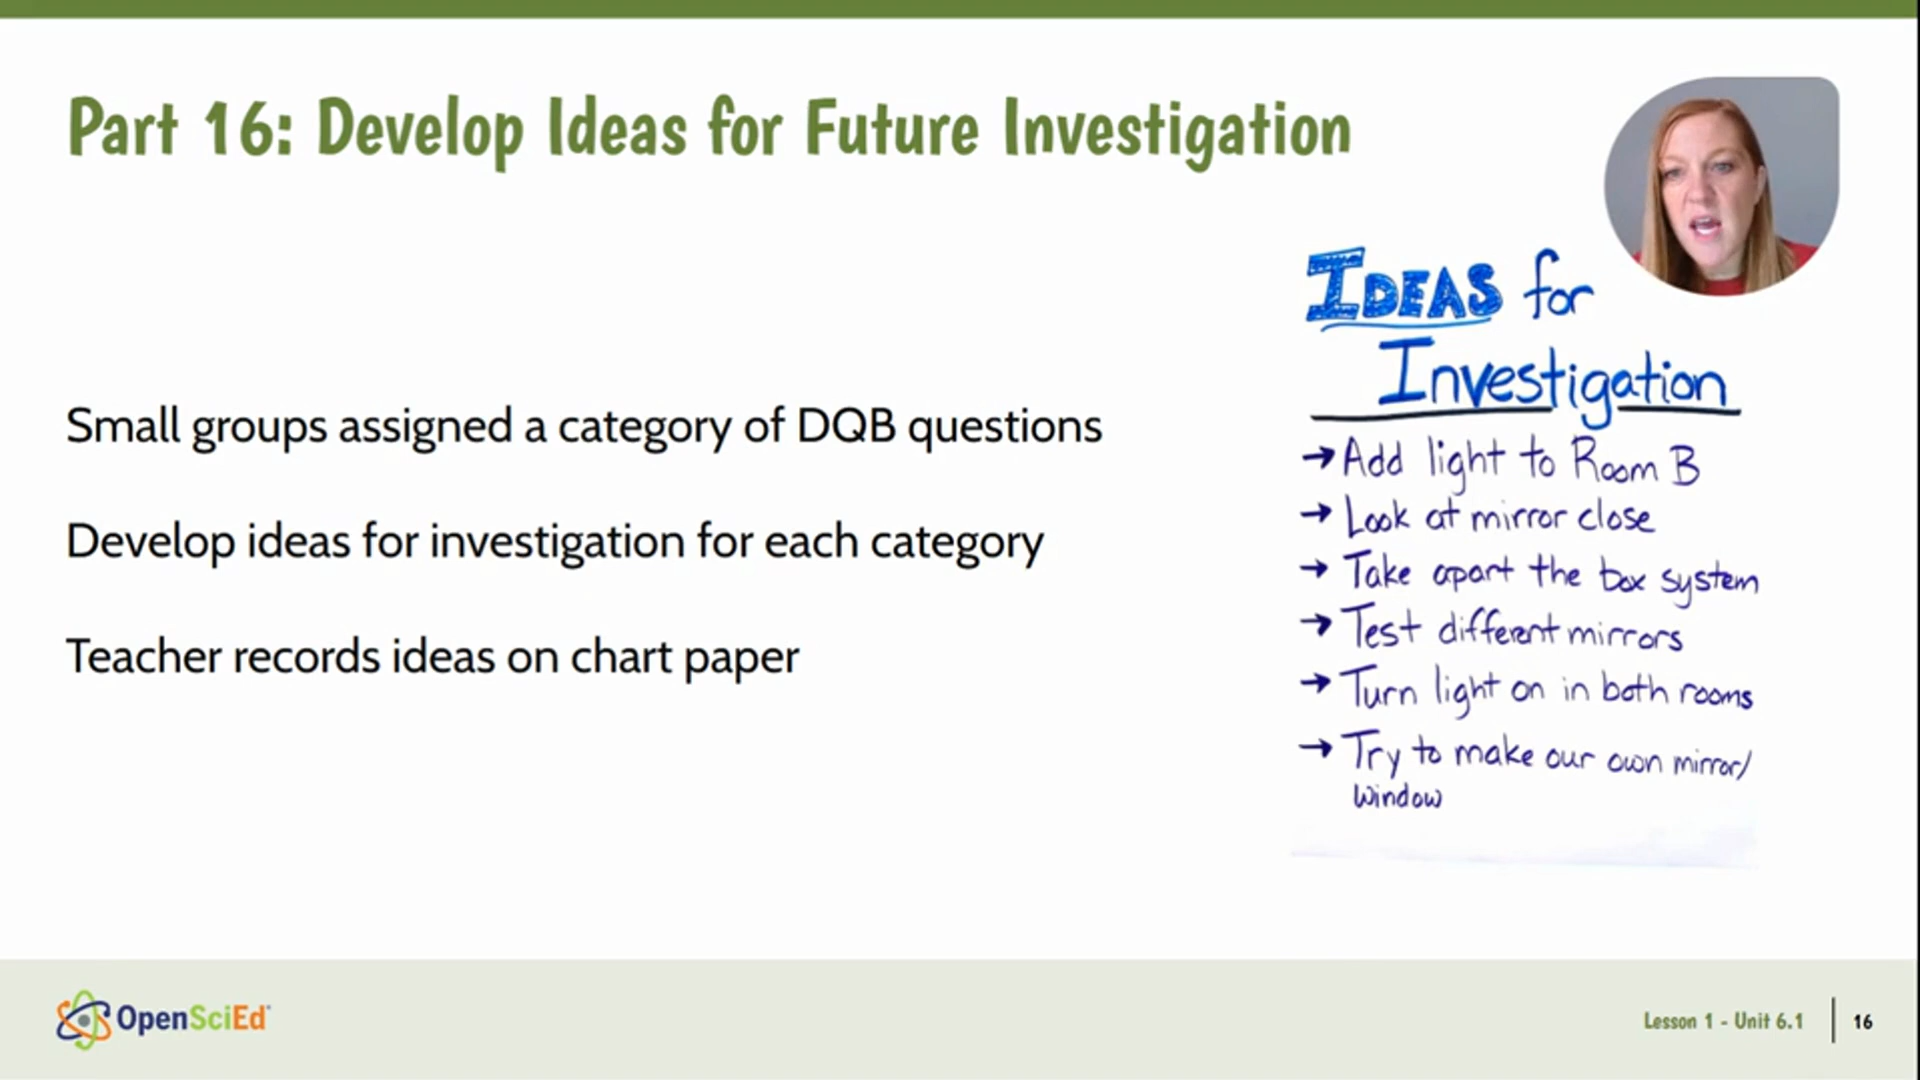 Part 16: Develop Ideas for Future Investigation
Small groups assigned a category of DQB questions
Develop ideas for investigation for each category
Teacher records ideas on chart paper
IDEAS for
Investigation
→ Add light to Room B
→ Look at mirror close
→ Take apart the box system
→ Test different mirrors
→ Turn light on in both rooms
→ Try to make our own mirror/
window
OpenSciEd
Lesson 1 - Unit 6.1 | 16